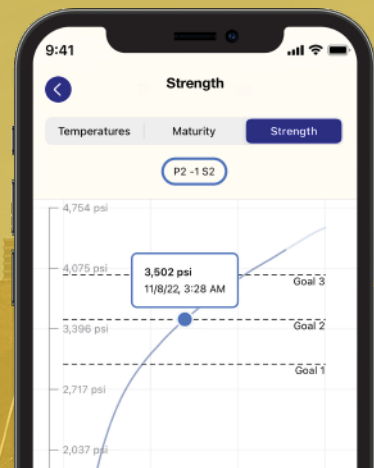 9:41
Strength
Temperatures Maturity Strength
P2 -1 S2
4,754 psi
4,075 psi
3,502 psi
11/8/22, 3:28 AM
Goal 3
3,396 psi
Goal 2
Goal 1
2,717 psi
2,037 psi